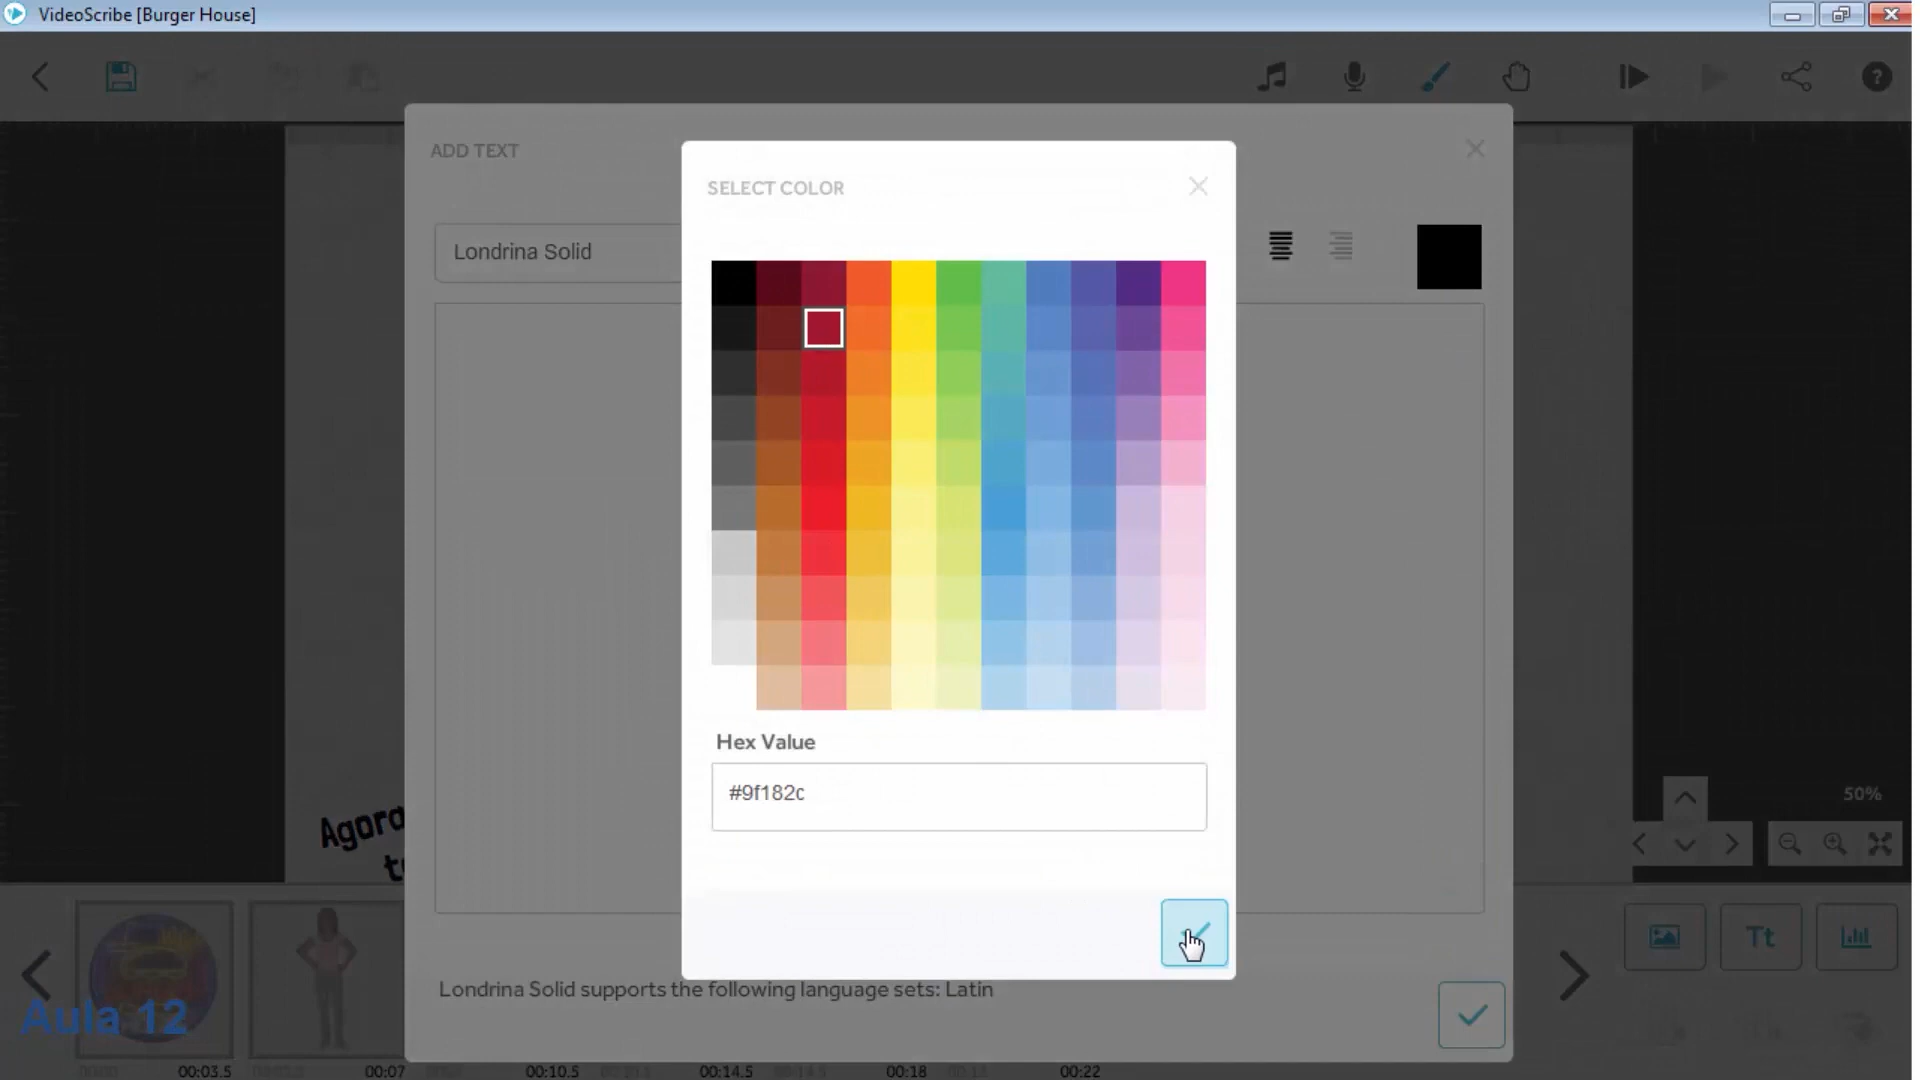 VideoScribe [Burger House]
ADD TEXT
SELECT COLOR
Londrina Solid
Hex Value
#9f182c
50%
Agora
Tt
Londrina Solid supports the following language sets: Latin
Aula 12
00:03.5
00:07
00:10.5
00:14.5
00:18
00:22